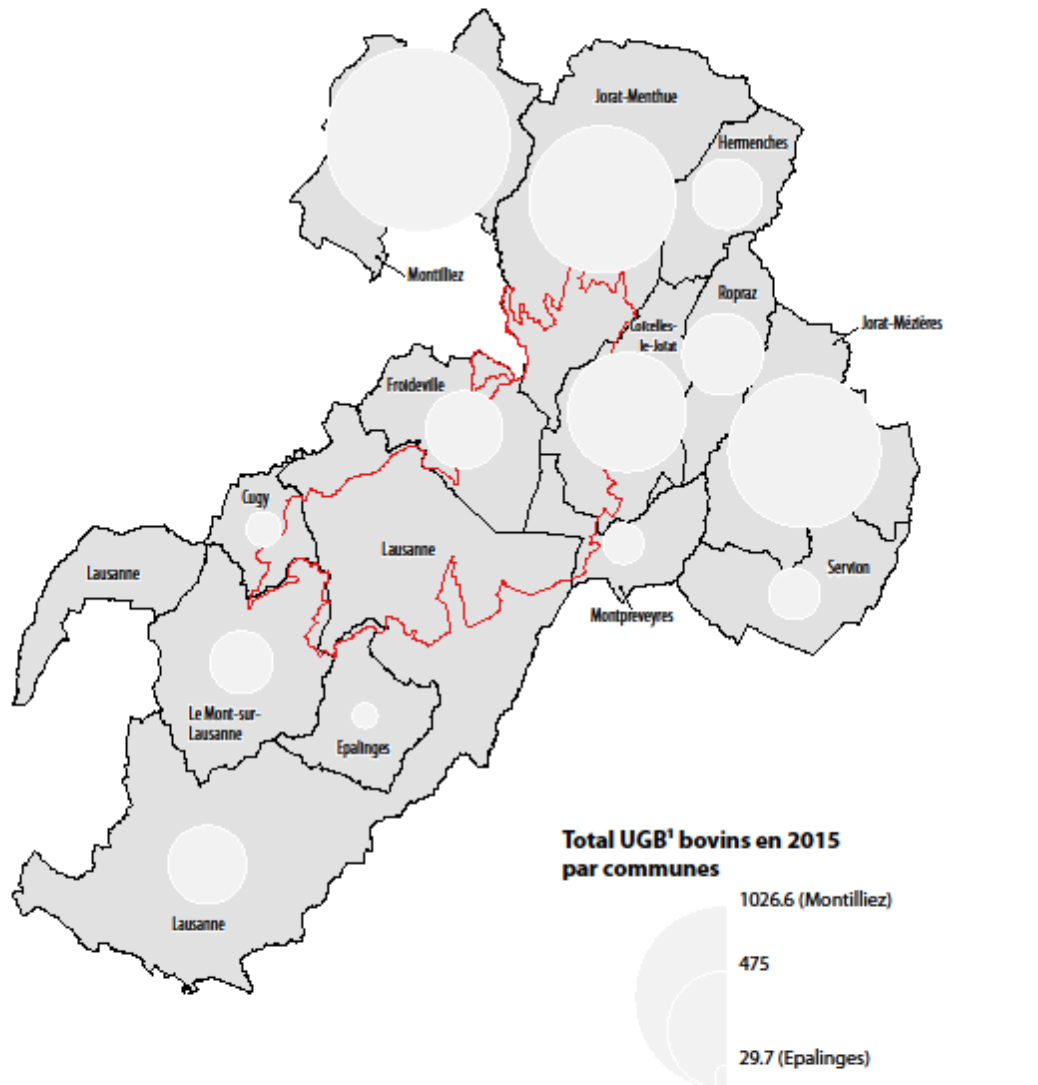 Jorat-Menthue
Hermenches
Montilliez
Ropraz
Jorat-Mézières
Corcelles-
le-Jorat
Froideville
Cugy
Lausanne
Lausanne
Servion
Montpreveyres
Le Mont-sur-
Lausanne
Epalinges
Lausanne
Total UGB¹ bovins en 2015
par communes
1026.6 (Montilliez)
475
29.7 (Epalinges)